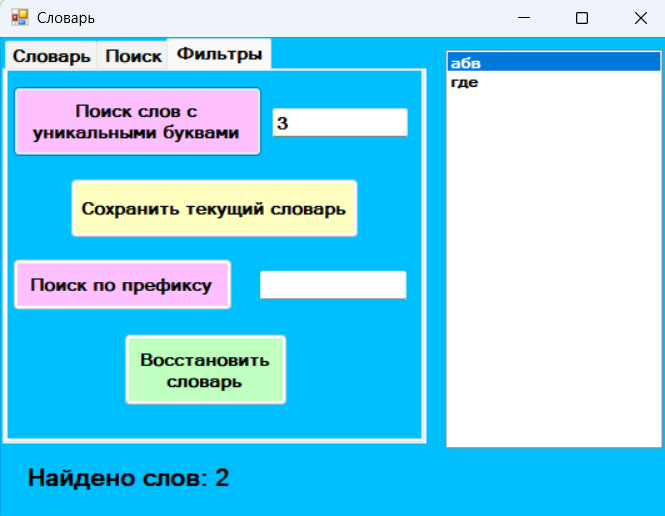 Словарь
Словарь Поиск Фильтры
Поиск слов с
уникальными буквами
3
Сохранить текущий словарь
Поиск по префиксу
Восстановить
словарь
абв
где
Найдено слов: 2